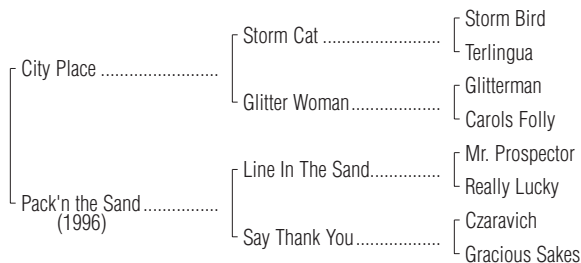 Storm Bird
Storm Cat ........................
Terlingua
City Place ........................
Glitterman
Glitter Woman..................
Carols Folly
Mr. Prospector
Line In The Sand..............
Really Lucky
Pack'n the Sand ...............
(1996)
Czaravich
Say Thank You .................
Gracious Sakes